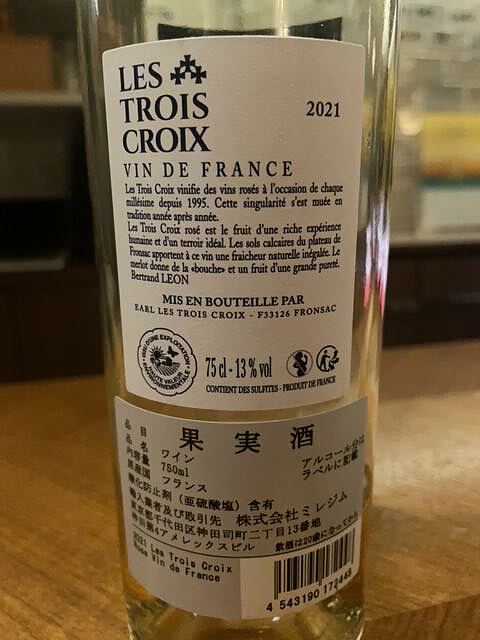 LES
TROIS
CROIX
2021
VIN DE FRANCE
Les Trois Croix vinifie des vins rosés à l'occasion de chaque
millésime depuis 1995. Cette singularité s'est muée en
tradition année après année.
Les Trois Croix rosé est le fruit d'une riche expérience
humaine et d'un terroir idéal. Les sols calcaires du plateau de
Fronsac apportent à ce vin une fraicheur naturelle inégalée. Le
merlot donne de la «bouche» et un fruit d'une grande pureté.
Bertrand LEON
MIS EN BOUTEILLE PAR
EARL LES TROIS CROIX - F33126 FRONSAC
HAUTE VALEUR
ENVIRONNEMENTALE
75 cl - 13 % vol
CONTIENT DES SULFITES - PRODUIT DE FRANCE
品目 果実酒
品名 ワイン
内容量 750ml
原産国 フランス
アルコール分は
ラベルに記載
酸化防止剤（亜硫酸塩）含有
輸入業者及び取引先 株式会社ミレジム
東京都千代田区神田司町二丁目13番地
神田第4アメレックスビル
飲酒は20歳になってから
2021 Les Trois Croix
Rose Vin de France
4 543190 172448